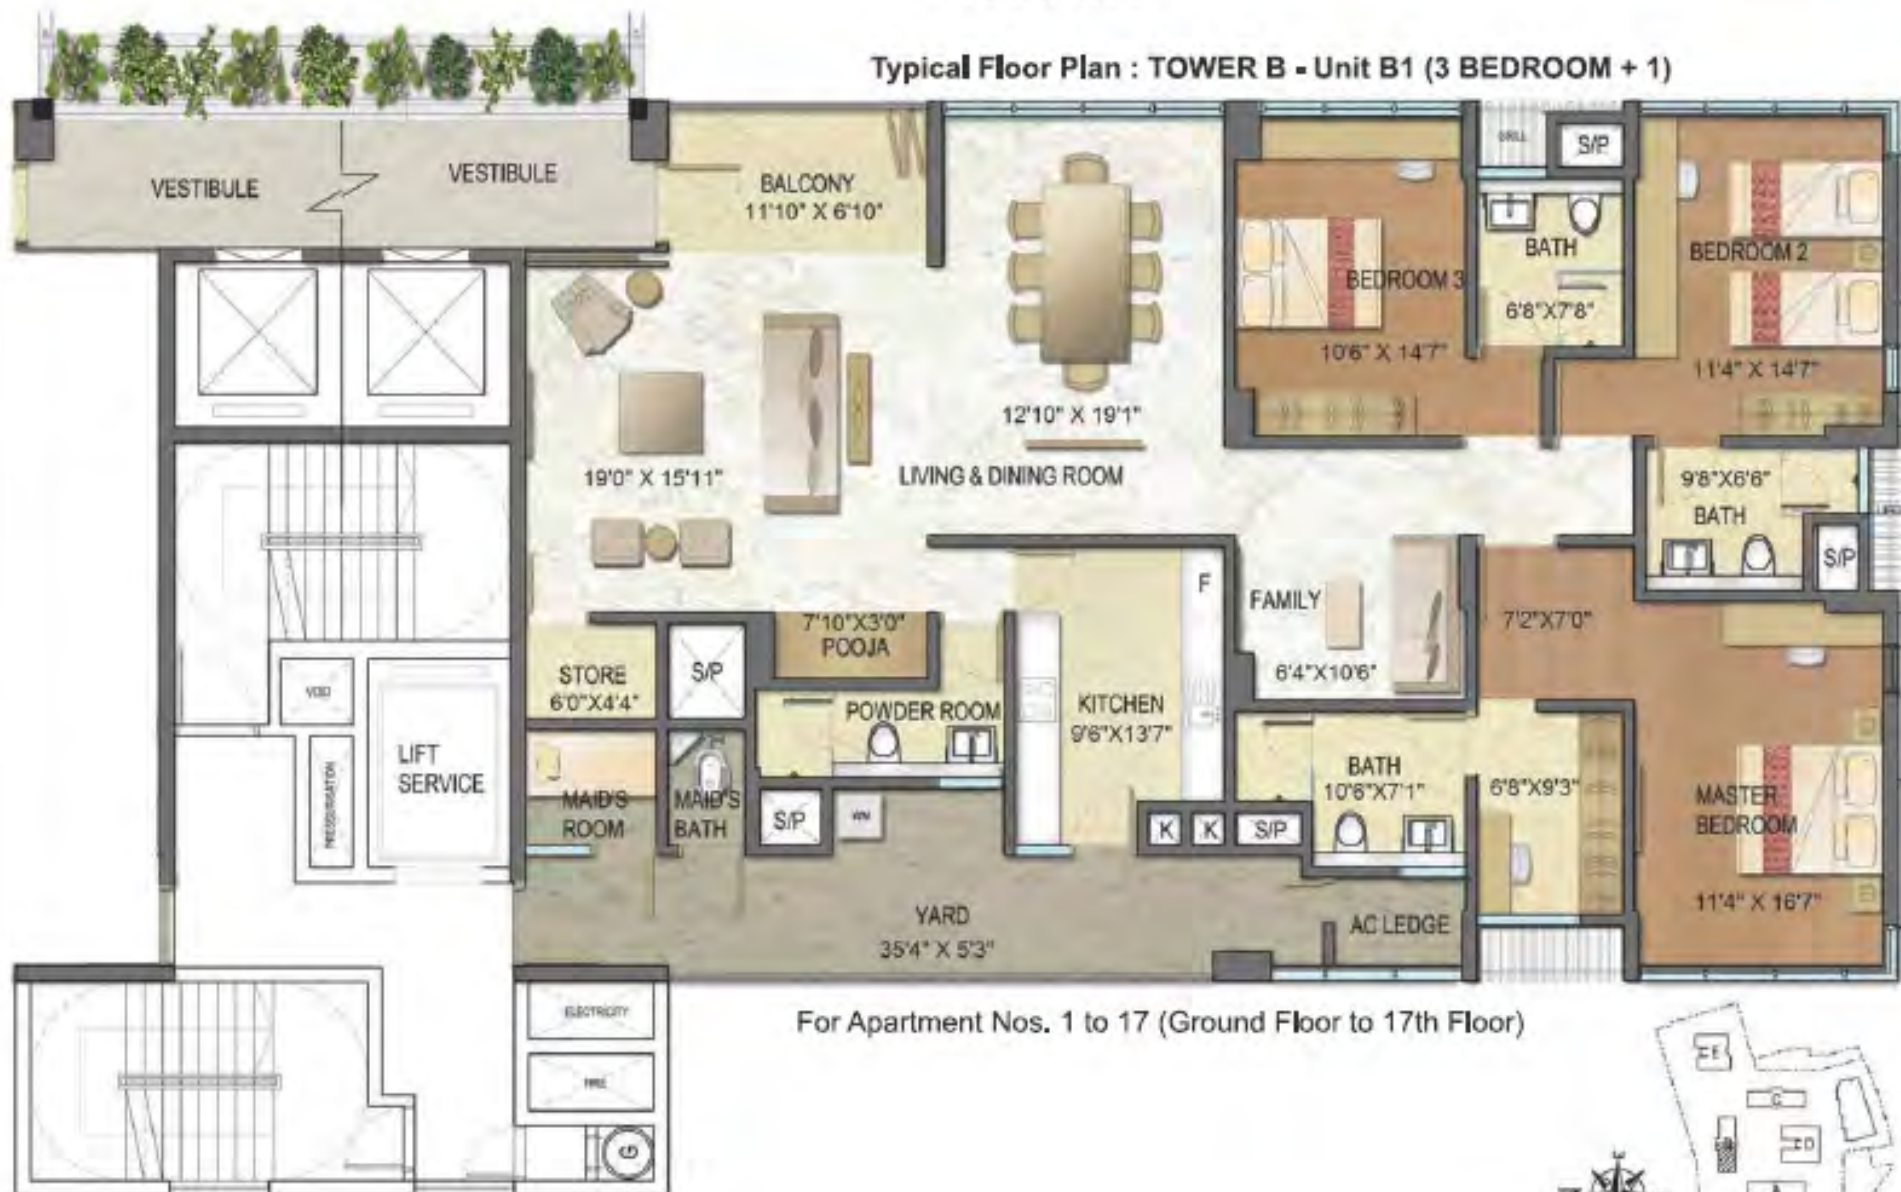 Typical Floor Plan : TOWER B - Unit B1 (3 BEDROOM + 1)
VESTIBULE
VESTIBULE
BALCONY
11'10" X 6'10"
S/P
BATH
6'8"X7'8"
BEDROOM 2
11'4" X 14'7"
BEDROOM 3
10'6" X 14'7"
12'10" X 19'1"
19'0" X 15'11"
LIVING & DINING ROOM
9'8"X6'6"
BATH
S/P
F
FAMILY
6'4"X10'6"
7'2"X7'0"
7'10"X3'0"
POOJA
STORE
6'0"X4'4"
S/P
POWDER ROOM
KITCHEN
9'6"X13'7"
VOID
LIFT
SERVICE
PRESSURISATION
MAID'S
ROOM
MAID'S
BATH
S/P
WM
K
K
S/P
BATH
10'6"X7'1"
6'8"X9'3"
MASTER
BEDROOM
11'4" X 16'7"
YARD
35'4" X 5'3"
AC LEDGE
ELECTRICITY
FIRE
G
For Apartment Nos. 1 to 17 (Ground Floor to 17th Floor)
E
C
D
A